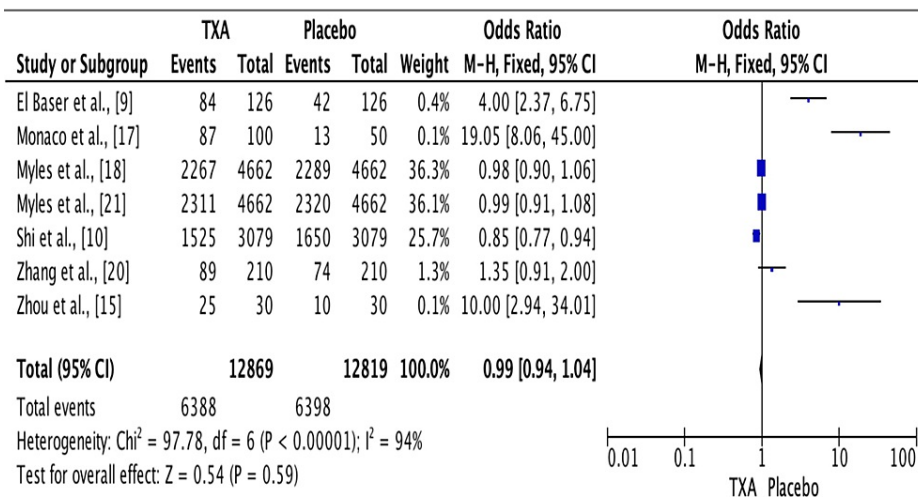 TXA Placebo Odds Ratio Odds Ratio
Study or Subgroup Events Total Events Total Weight M-H, Fixed, 95% CI M-H, Fixed, 95% CI
El Baser et al., [9] 84 126 42 126 0.4% 4.00 [2.37, 6.75]
Monaco et al., [17] 87 100 13 50 0.1% 19.05 [8.06, 45.00]
Myles et al., [18] 2267 4662 2289 4662 36.3% 0.98 [0.90, 1.06]
Myles et al., [21] 2311 4662 2320 4662 36.1% 0.99 [0.91, 1.08]
Shi et al., [10] 1525 3079 1650 3079 25.7% 0.85 [0.77, 0.94]
Zhang et al., [20] 89 210 74 210 1.3% 1.35 [0.91, 2.00]
Zhou et al., [15] 25 30 10 30 0.1% 10.00 [2.94, 34.01]
Total (95% CI) 12869 12819 100.0% 0.99 [0.94, 1.04]
Total events 6388 6398
Heterogeneity: Chi² = 97.78, df = 6 (P < 0.00001); I² = 94%
Test for overall effect: Z = 0.54 (P = 0.59)
0.01 0.1 1 10 100
TXA Placebo